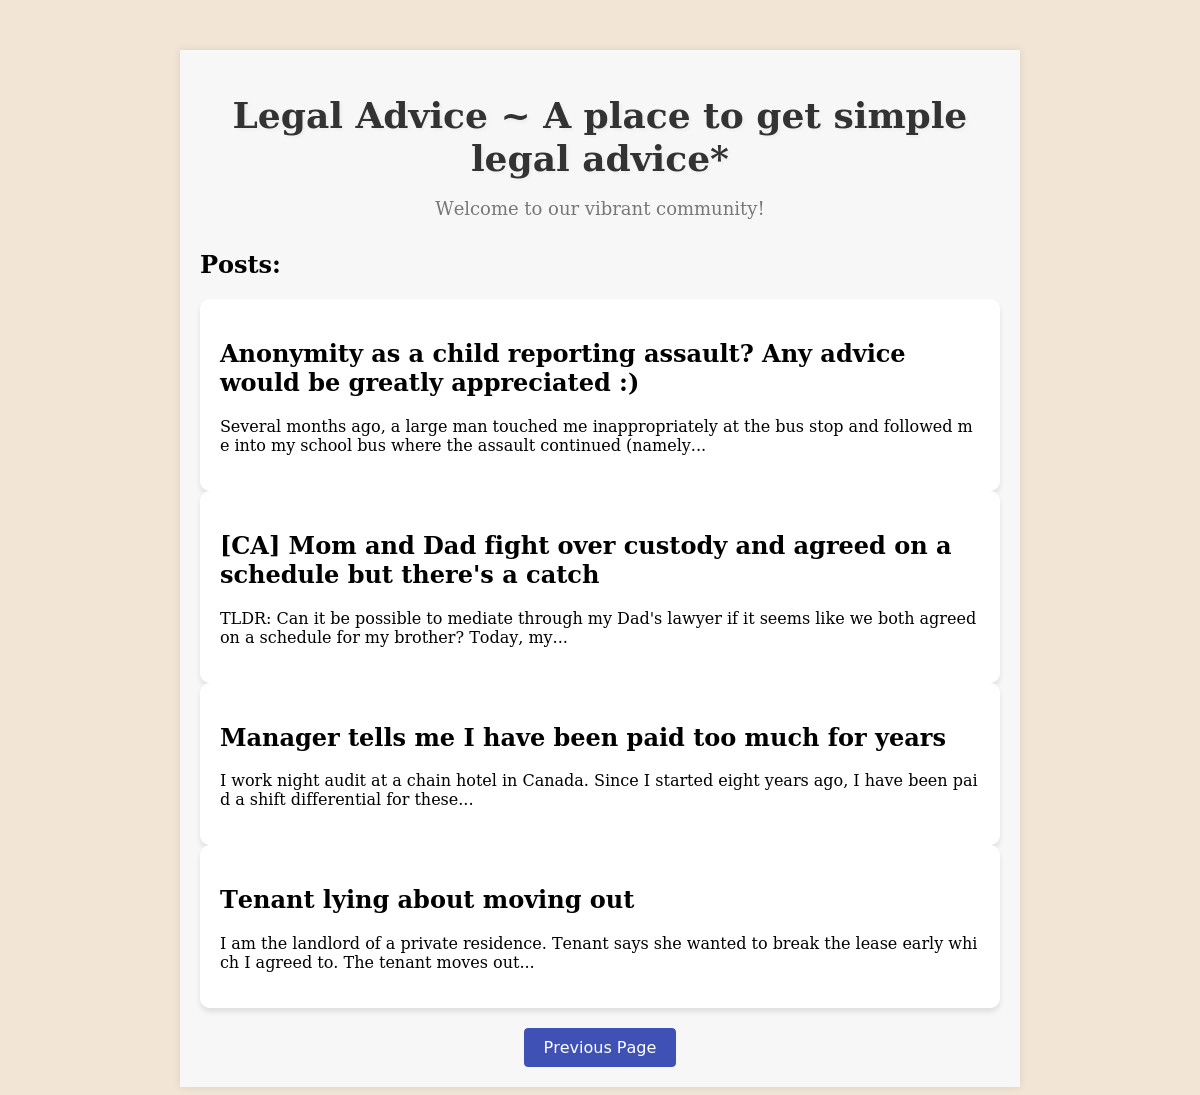 Legal Advice ~ A place to get simple
legal advice*
Welcome to our vibrant community!
Posts:
Anonymity as a child reporting assault? Any advice
would be greatly appreciated :)
Several months ago, a large man touched me inappropriately at the bus stop and followed m
e into my school bus where the assault continued (namely...
[CA] Mom and Dad fight over custody and agreed on a
schedule but there's a catch
TLDR: Can it be possible to mediate through my Dad's lawyer if it seems like we both agreed
on a schedule for my brother? Today, my...
Manager tells me I have been paid too much for years
I work night audit at a chain hotel in Canada. Since I started eight years ago, I have been pai
d a shift differential for these...
Tenant lying about moving out
I am the landlord of a private residence. Tenant says she wanted to break the lease early whi
ch I agreed to. The tenant moves out...
Previous Page